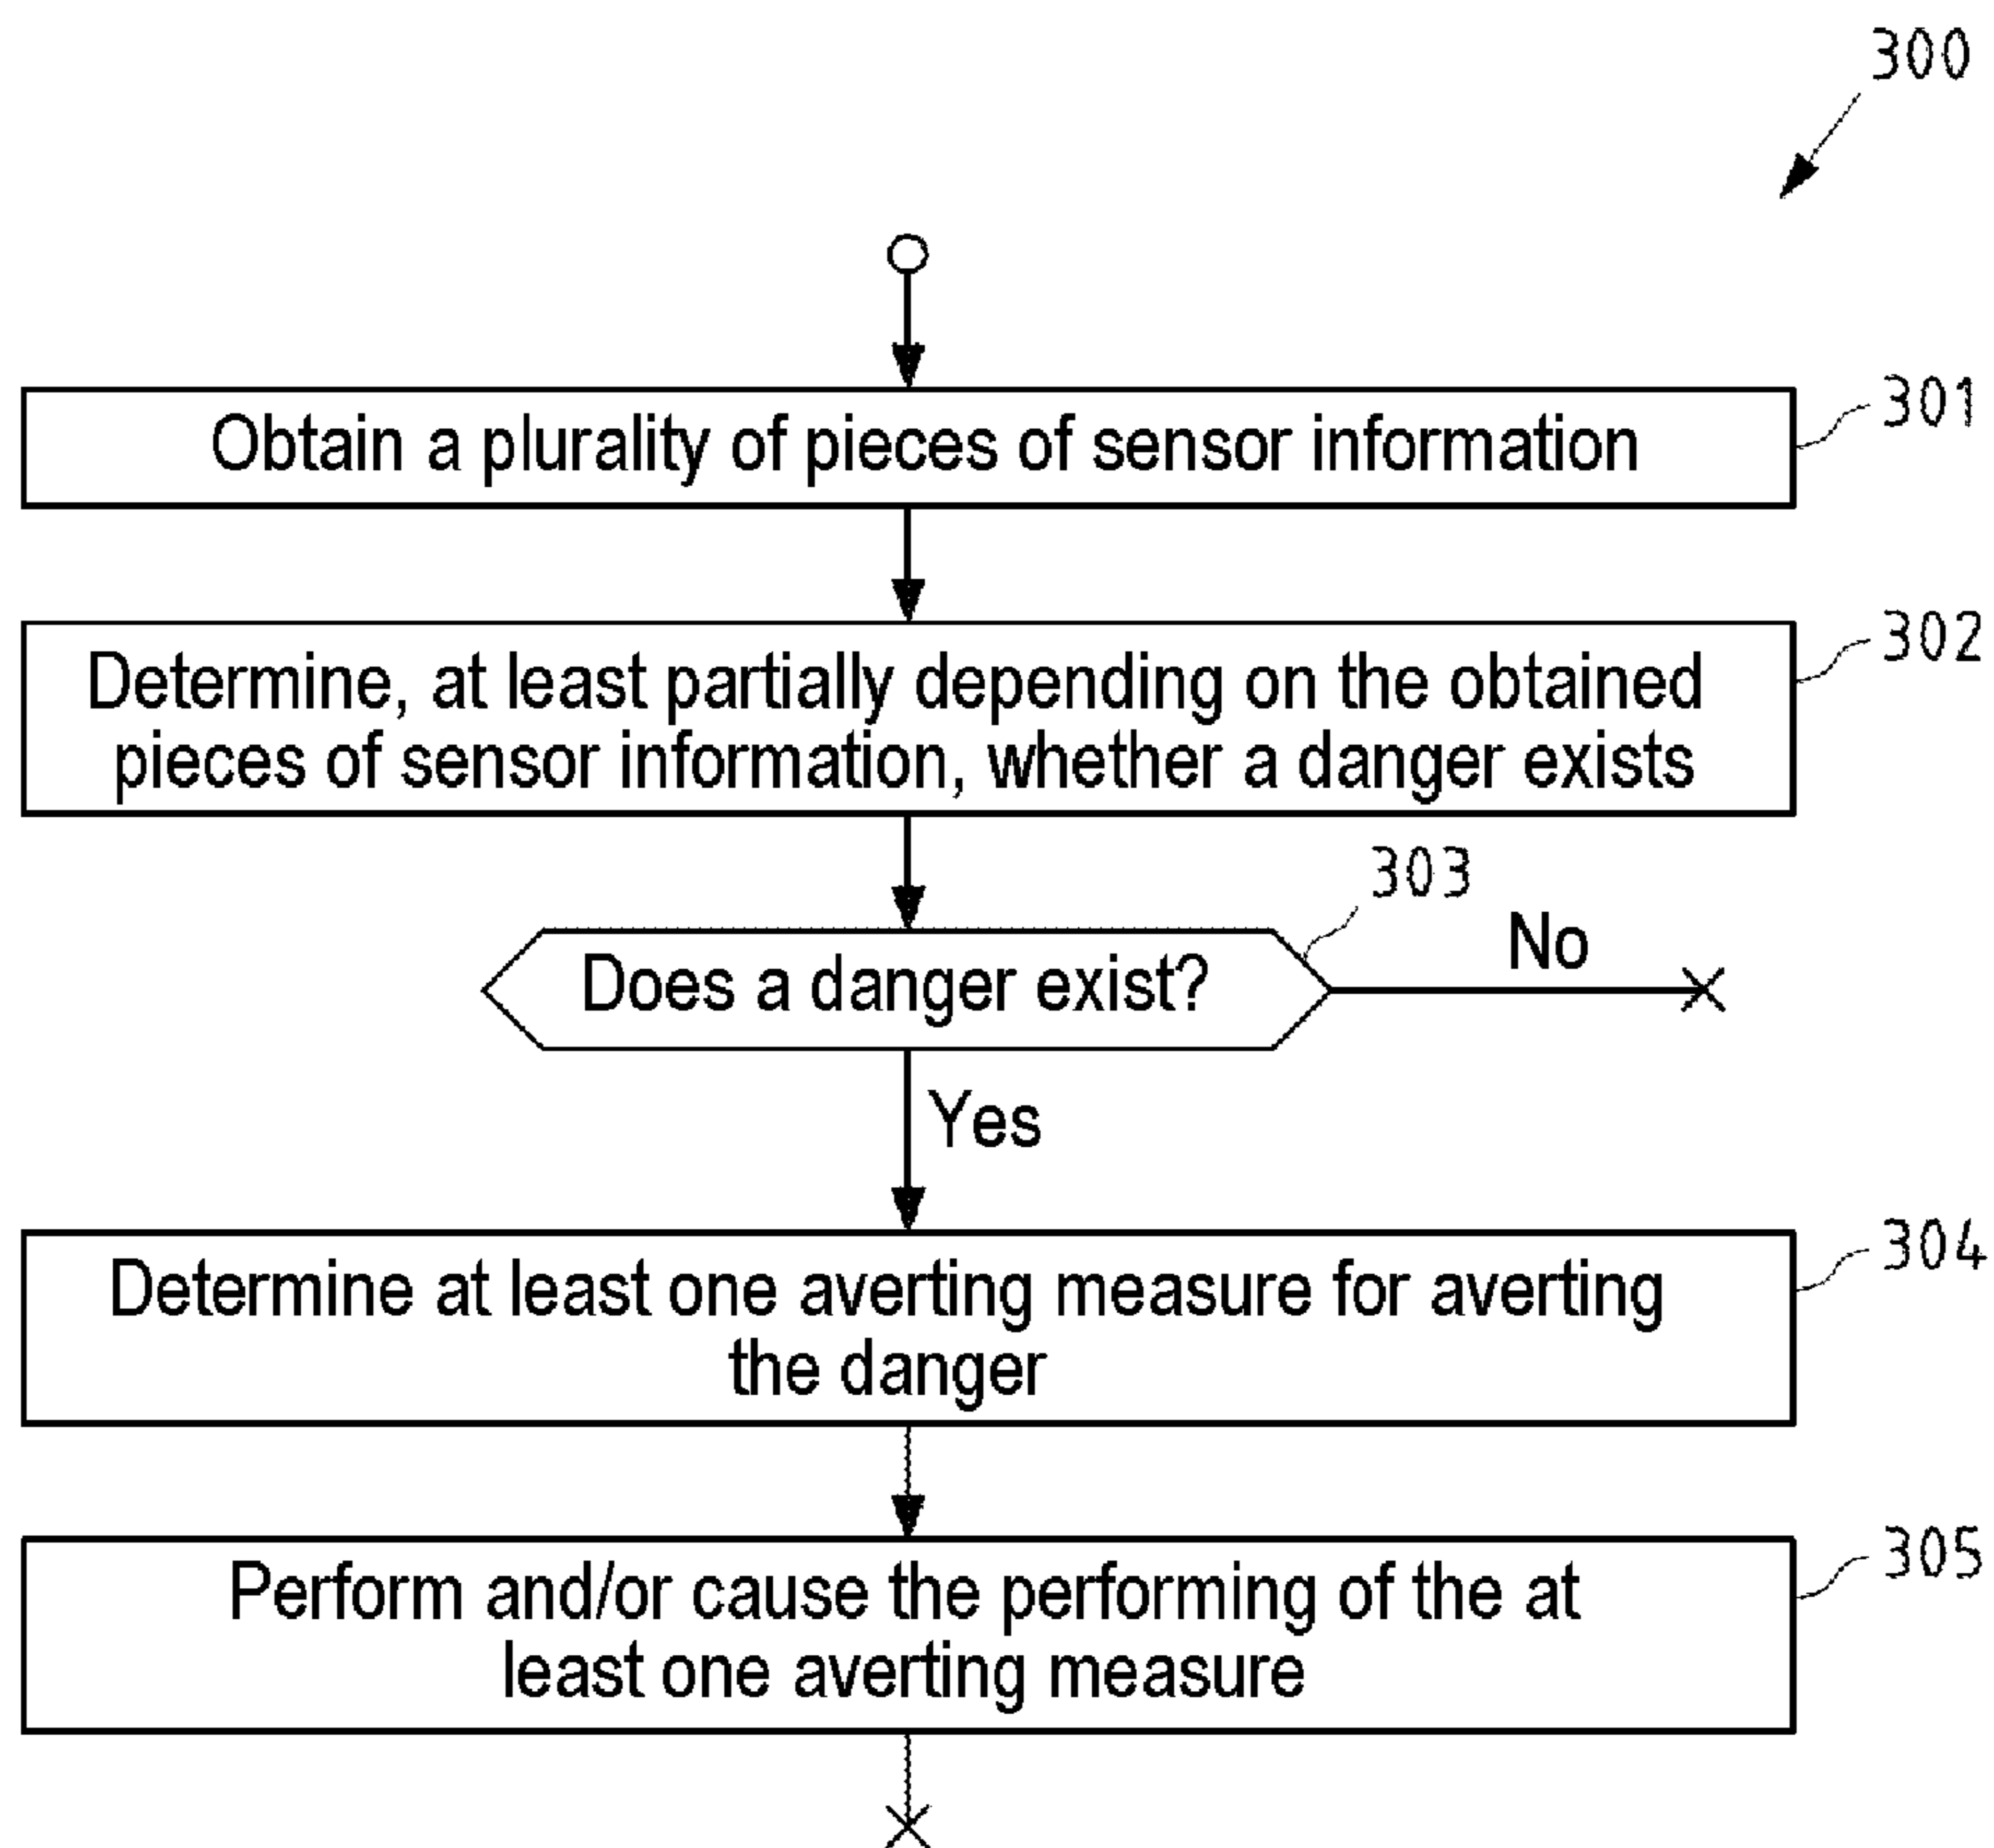 300
Obtain a plurality of pieces of sensor information
301
Determine, at least partially depending on the obtained
pieces of sensor information, whether a danger exists
302
303
Does a danger exist?
No
Yes
Determine at least one averting measure for averting
the danger
304
Perform and/or cause the performing of the at
least one averting measure
305